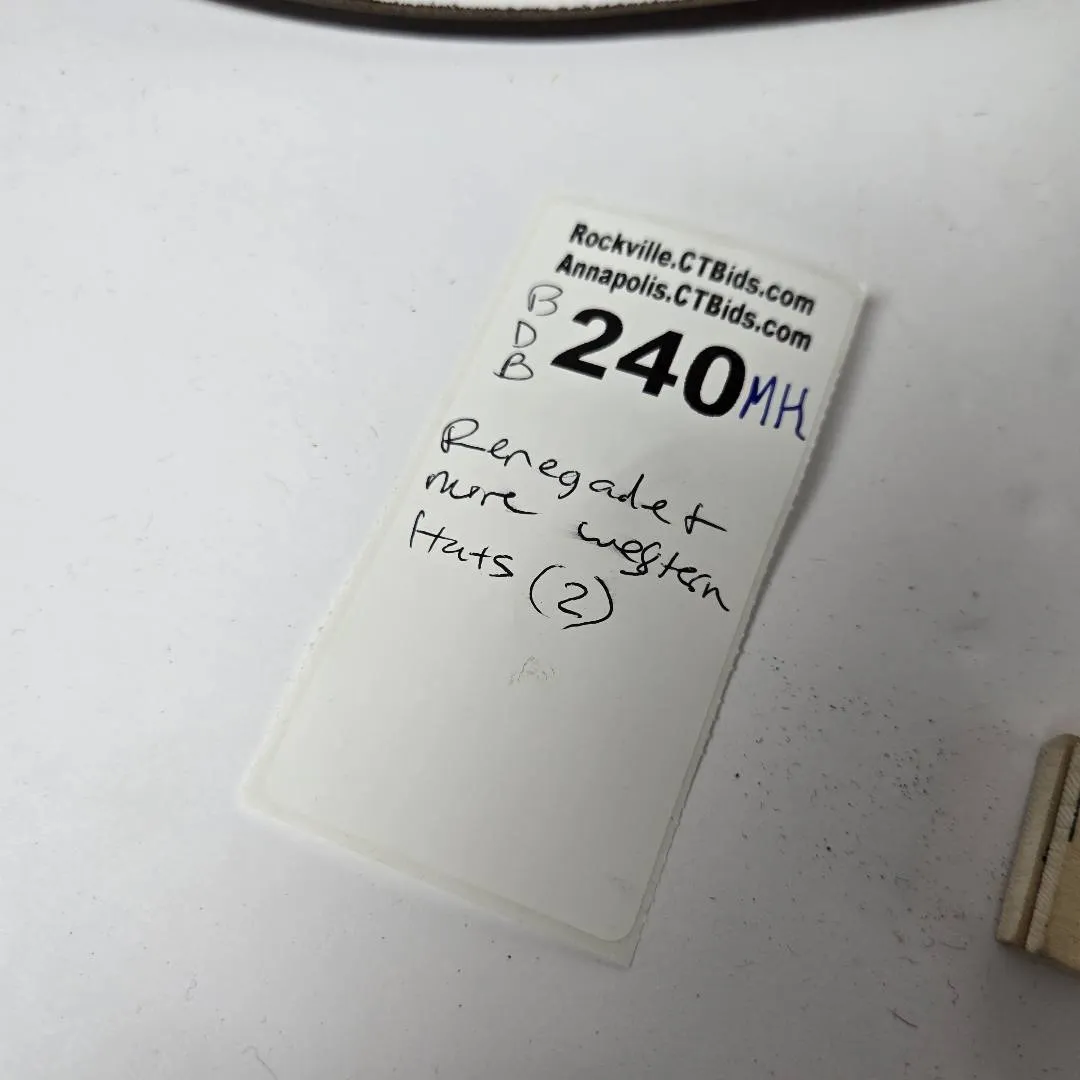 Rockville.CTBids.com
Annapolis.CTBids.com
B
D
B
240MH
Renegade +
more western
Hats (2)